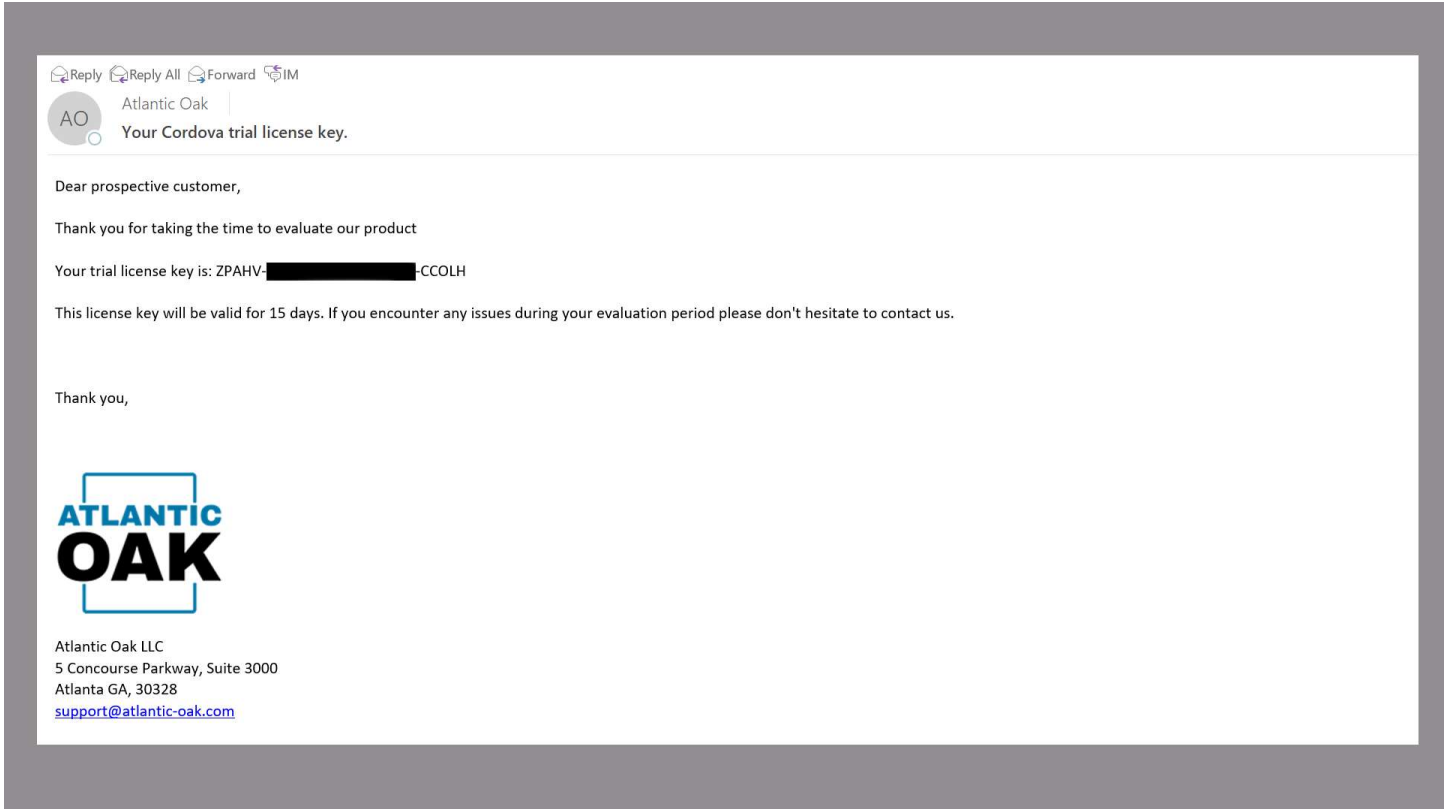 Reply Reply All Forward IM
AO
Atlantic Oak
Your Cordova trial license key.
Dear prospective customer,
Thank you for taking the time to evaluate our product
Your trial license key is: ZPAHV- -CCOLH
This license key will be valid for 15 days. If you encounter any issues during your evaluation period please don't hesitate to contact us.
Thank you,
ATLANTIC
OAK
Atlantic Oak LLC
5 Concourse Parkway, Suite 3000
Atlanta GA, 30328
support@atlantic-oak.com